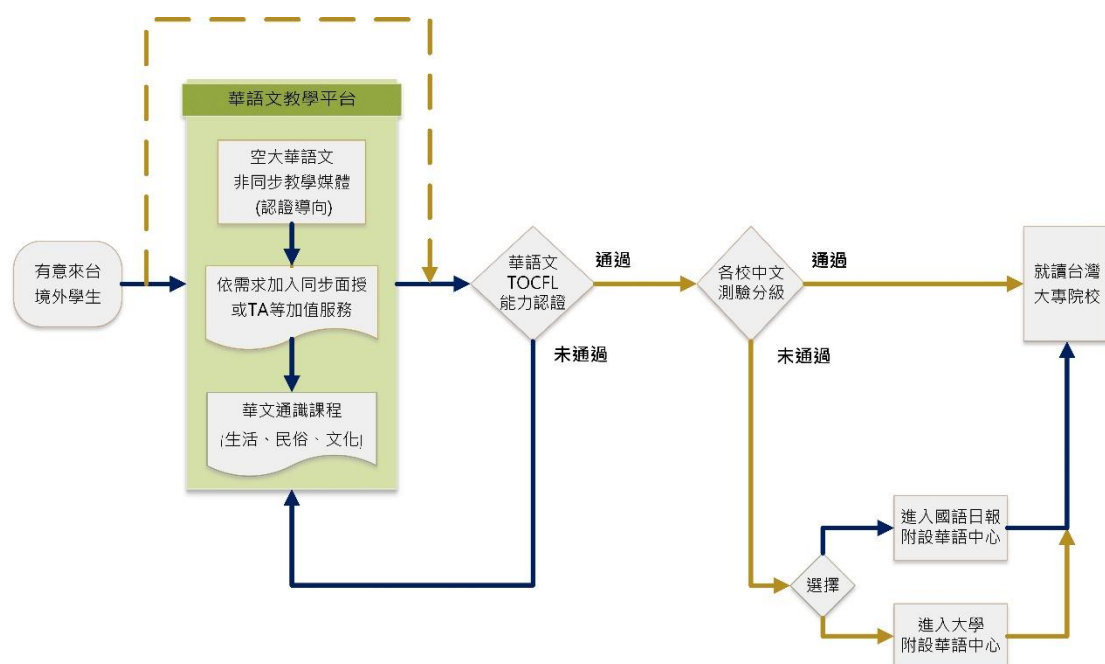 華語文教學平台
空大華語文
非同步教學媒體
(認證導向)
有意來台
境外學生
依需求加入同步面授
或TA等加值服務
華文通識課程
(生活、民俗、文化)
華語文
TOCFL
能力認證
通過
未通過
各校中文
測驗分級
通過
未通過
就讀台灣
大專院校
選擇
進入國語日報
附設華語中心
進入大學
附設華語中心